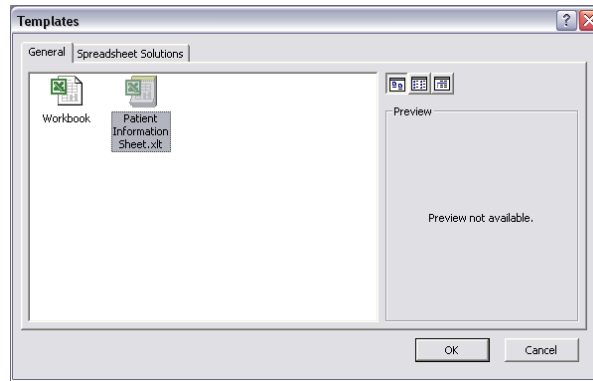 Templates
General
Spreadsheet Solutions
Workbook
Patient
Information
Sheet.xlt
Preview
Preview not available.
OK
Cancel